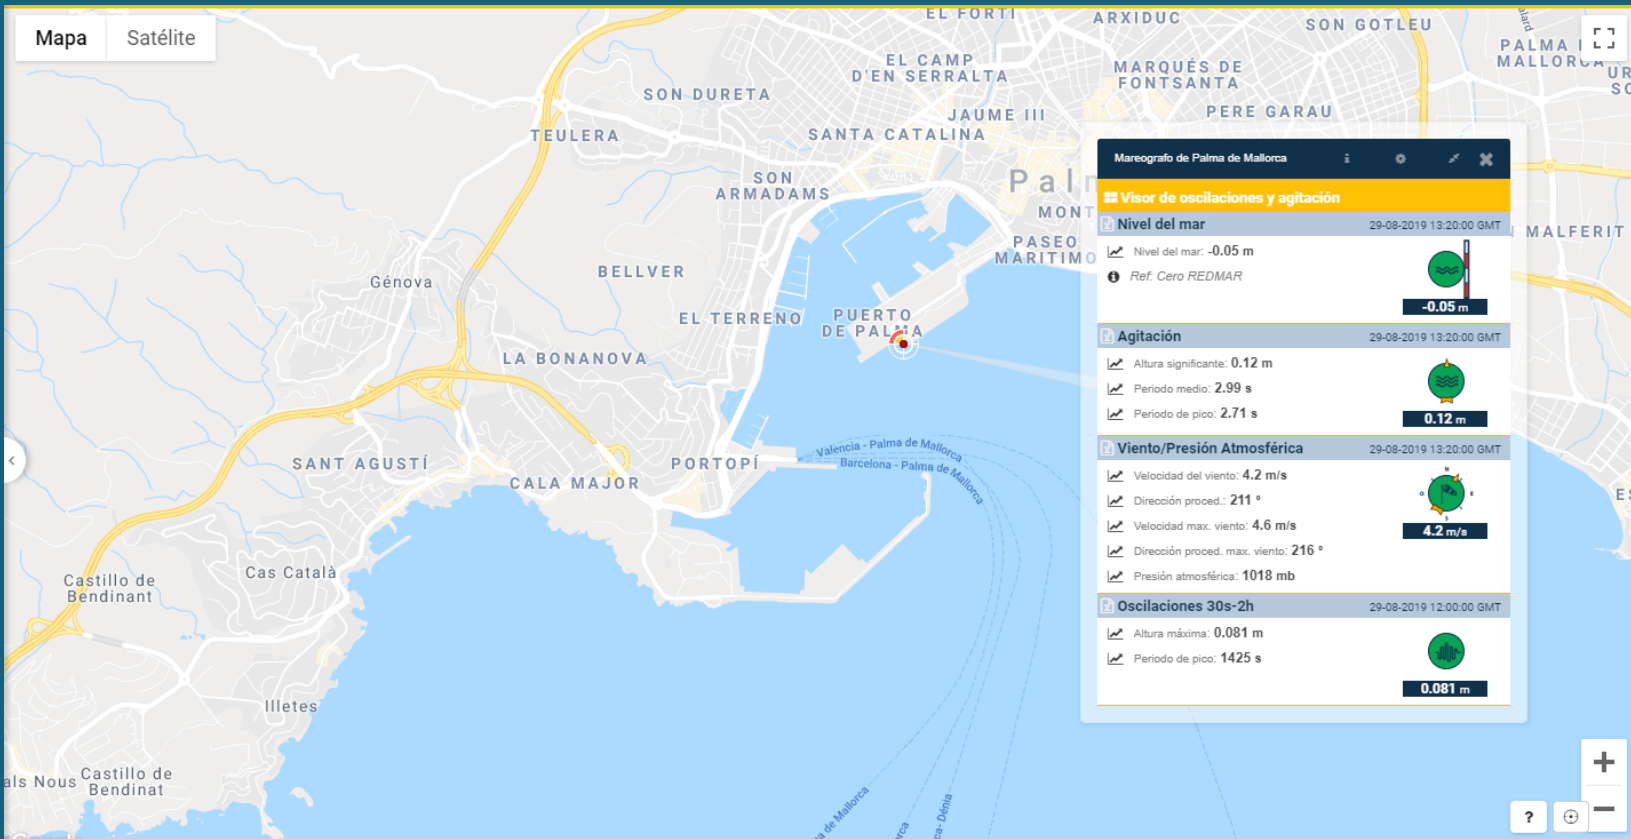 Mapa
Satélite
EL FORTI
ARXIDUC
SON GOTLEU
EL CAMP
D'EN SERRALTA
MARQUÉS DE
FONTSANTA
PALMA
MALLORCA
SON DURETA
JAUME III
PERE GARAU
TEULERA
SANTA CATALINA
SON
ARMADAMS
Palm
MONT
PASEO
MARITIMO
MALFERIT
Génova
BELLVER
EL TERRENO
PUERTO
DE PALMA
LA BONANOVA
Valencia - Palma de Mallorca
Barcelona - Palma de Mallorca
SANT AGUSTÍ
PORTOPÍ
CALA MAJOR
Cas Català
Castillo de
Bendinant
Illetes
als Nous
Castillo de
Bendinat
a de Mallorca
ca- Dénia
Mareografo de Palma de Mallorca
Visor de oscilaciones y agitación
Nivel del mar 29-08-2019 13:20:00 GMT
Nivel del mar: -0.05 m
Ref: Cero REDMAR
-0.05 m
Agitación 29-08-2019 13:20:00 GMT
Altura significante: 0.12 m
Periodo medio: 2.99 s
Periodo de pico: 2.71 s
0.12 m
Viento/Presión Atmosférica 29-08-2019 13:20:00 GMT
Velocidad del viento: 4.2 m/s
Dirección proced.: 211 º
Velocidad max. viento: 4.6 m/s
Dirección proced. max. viento: 216 º
Presión atmosférica: 1018 mb
4.2 m/s
Oscilaciones 30s-2h 29-08-2019 12:00:00 GMT
Altura máxima: 0.081 m
Periodo de pico: 1425 s
0.081 m
?